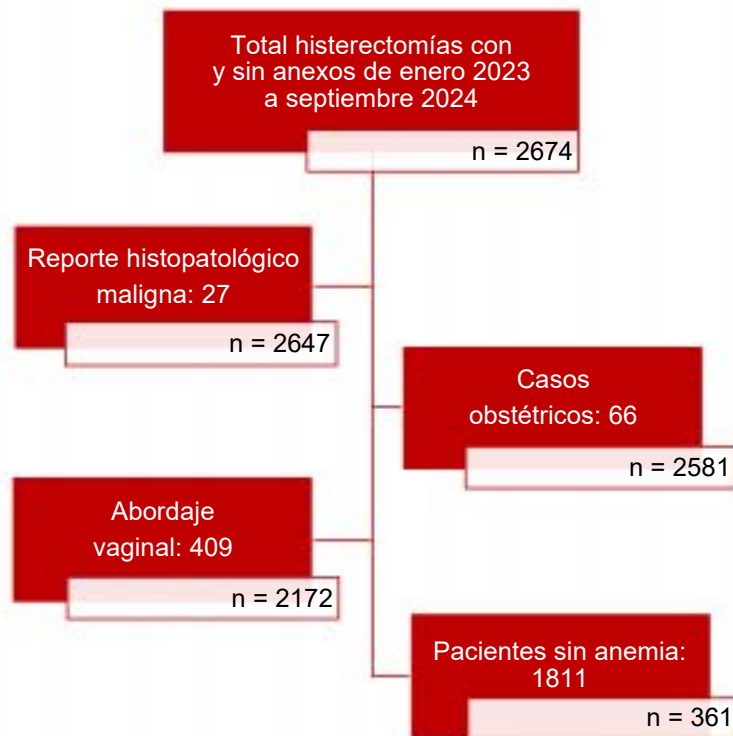 Total histerectomías con
y sin anexos de enero 2023
a septiembre 2024
n = 2674
Reporte histopatológico
maligna: 27
n = 2647
Casos
obstétricos: 66
n = 2581
Abordaje
vaginal: 409
n = 2172
Pacientes sin anemia:
1811
n = 361